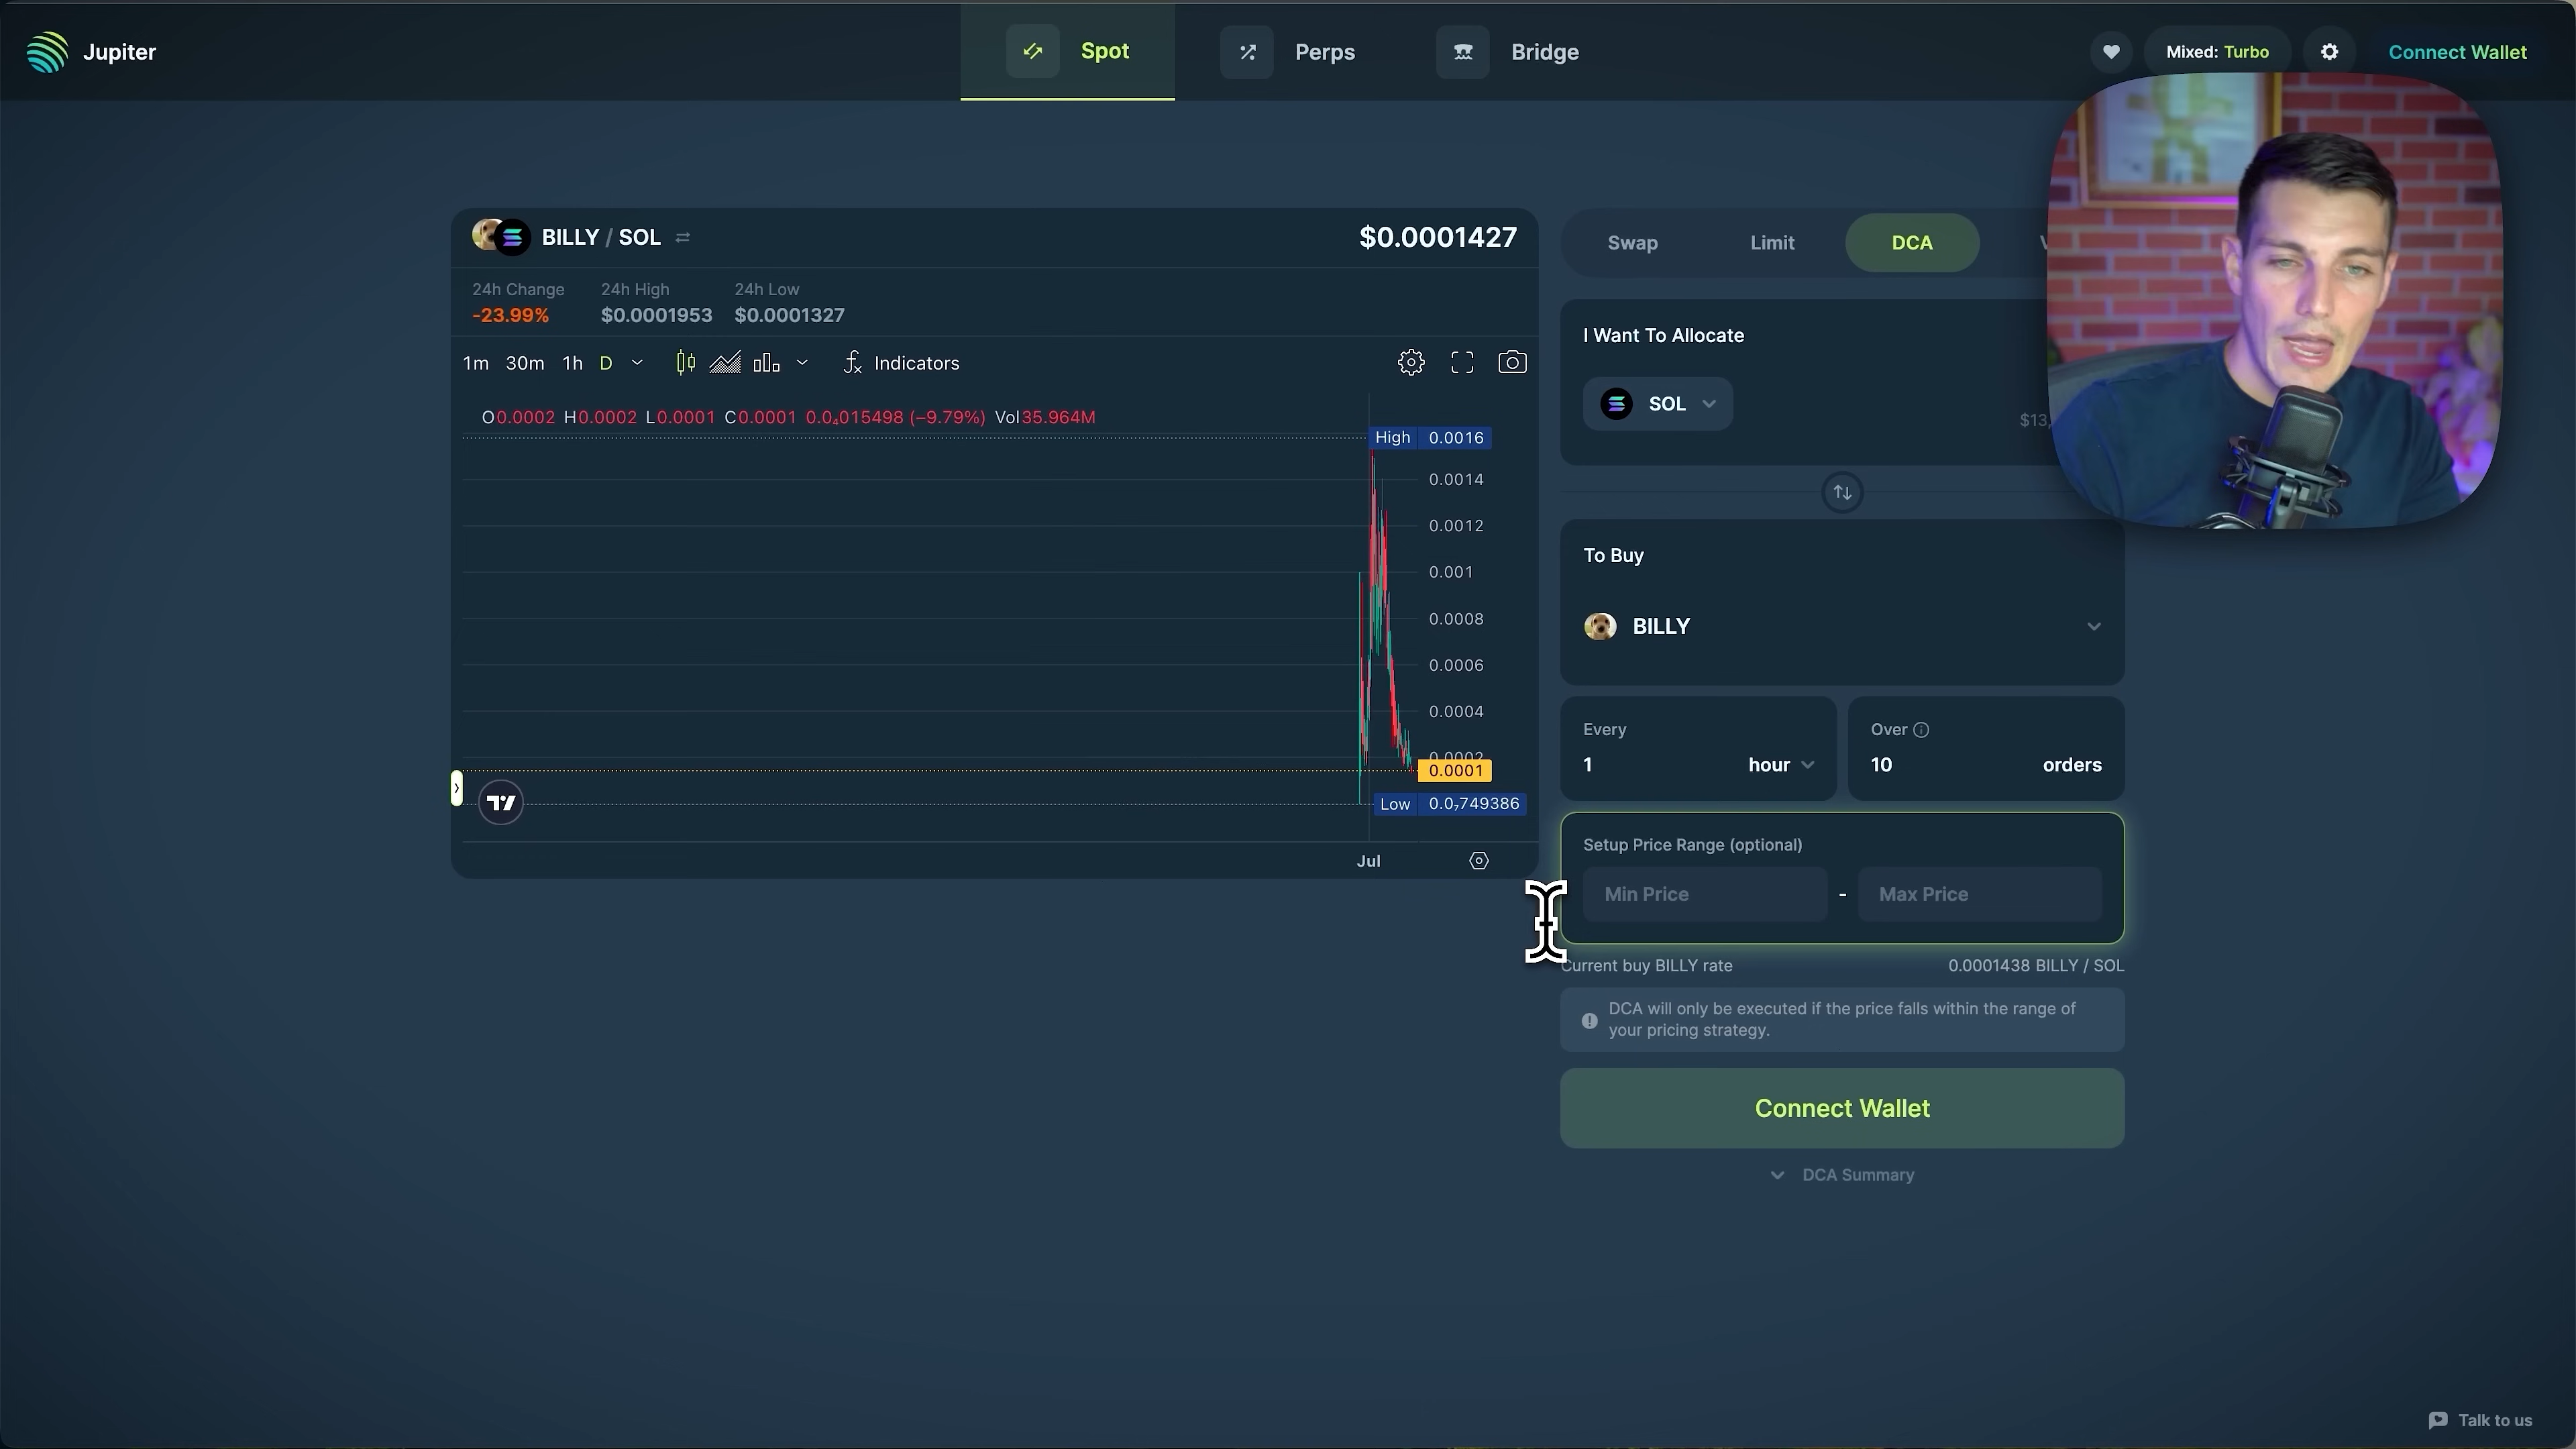 Jupiter
Spot
Perps
Bridge
Mixed: Turbo
Connect Wallet
BILLY / SOL
$0.0001427
24h Change
24h High
24h Low
-23.99%
$0.0001953
$0.0001327
1m 30m 1h D
Indicators
O0.0002 H0.0002 L0.0001 C0.0001 0.0₄015498 (−9.79%) Vol35.964M
High 0.0016
0.0014
0.0012
0.001
0.0008
0.0006
0.0004
0.0002
0.0001
Low 0.0₇749386
Jul
Swap
Limit
DCA
I Want To Allocate
SOL
$13,
To Buy
BILLY
Every
1 hour
Over
10 orders
Setup Price Range (optional)
Min Price - Max Price
Current buy BILLY rate
0.0001438 BILLY / SOL
DCA will only be executed if the price falls within the range of
your pricing strategy.
Connect Wallet
DCA Summary
Talk to us